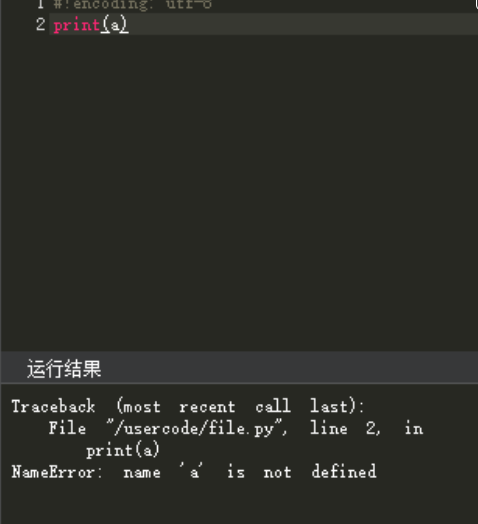 1 #!encoding: utf-8
2 print(a)
运行结果
Traceback (most recent call last):
File "/usercode/file.py", line 2, in
print(a)
NameError: name 'a' is not defined